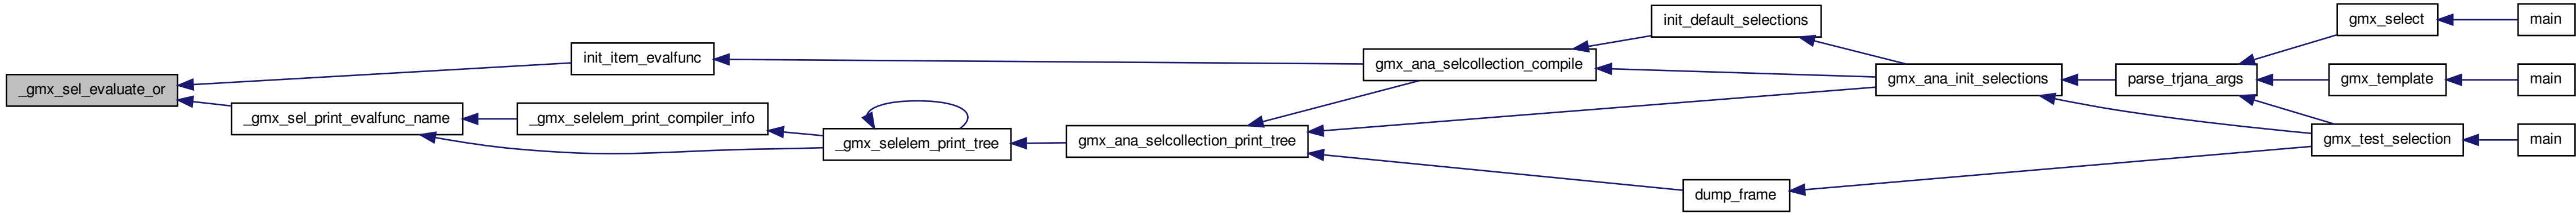 _gmx_sel_evaluate_or
init_item_evalfunc
_gmx_sel_print_evalfunc_name
_gmx_selelem_print_compiler_info
_gmx_selelem_print_tree
gmx_ana_selcollection_print_tree
gmx_ana_selcollection_compile
init_default_selections
dump_frame
gmx_ana_init_selections
parse_trjana_args
gmx_select
gmx_template
gmx_test_selection
main
main
main